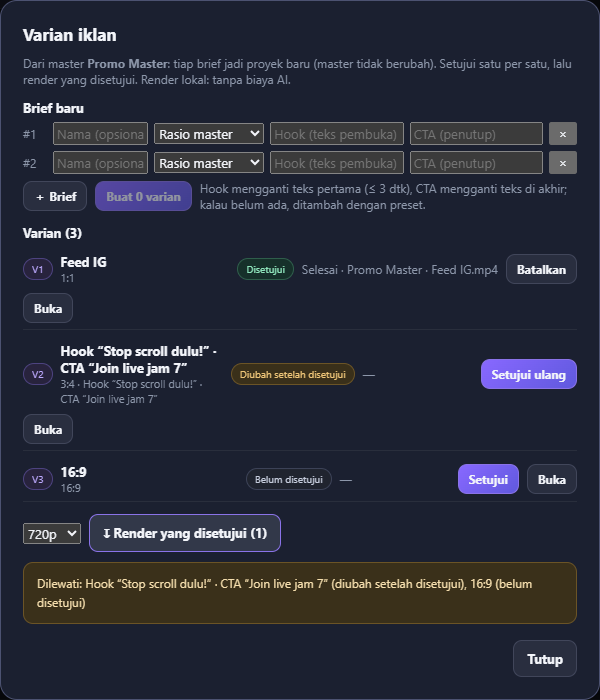 Varian iklan
Dari master Promo Master: tiap brief jadi proyek baru (master tidak berubah). Setujui satu per satu, lalu
render yang disetujui. Render lokal: tanpa biaya AI.
Brief baru
#1 Nama (opsiona Rasio master Hook (teks pembuka) CTA (penutup) ×
#2 Nama (opsiona Rasio master Hook (teks pembuka) CTA (penutup) ×
+ Brief Buat 0 varian Hook mengganti teks pertama (≤ 3 dtk), CTA mengganti teks di akhir;
kalau belum ada, ditambah dengan preset.
Varian (3)
V1 Feed IG Disetujui Selesai · Promo Master · Feed IG.mp4 Batalkan
1:1
Buka
Hook “Stop scroll dulu!” ·
V2 CTA “Join live jam 7” Diubah setelah disetujui — Setujui ulang
3:4 · Hook “Stop scroll dulu!” ·
CTA “Join live jam 7”
Buka
V3 16:9 Belum disetujui — Setujui Buka
16:9
720p ↧ Render yang disetujui (1)
Dilewati: Hook “Stop scroll dulu!” · CTA “Join live jam 7” (diubah setelah disetujui), 16:9 (belum
disetujui)
Tutup